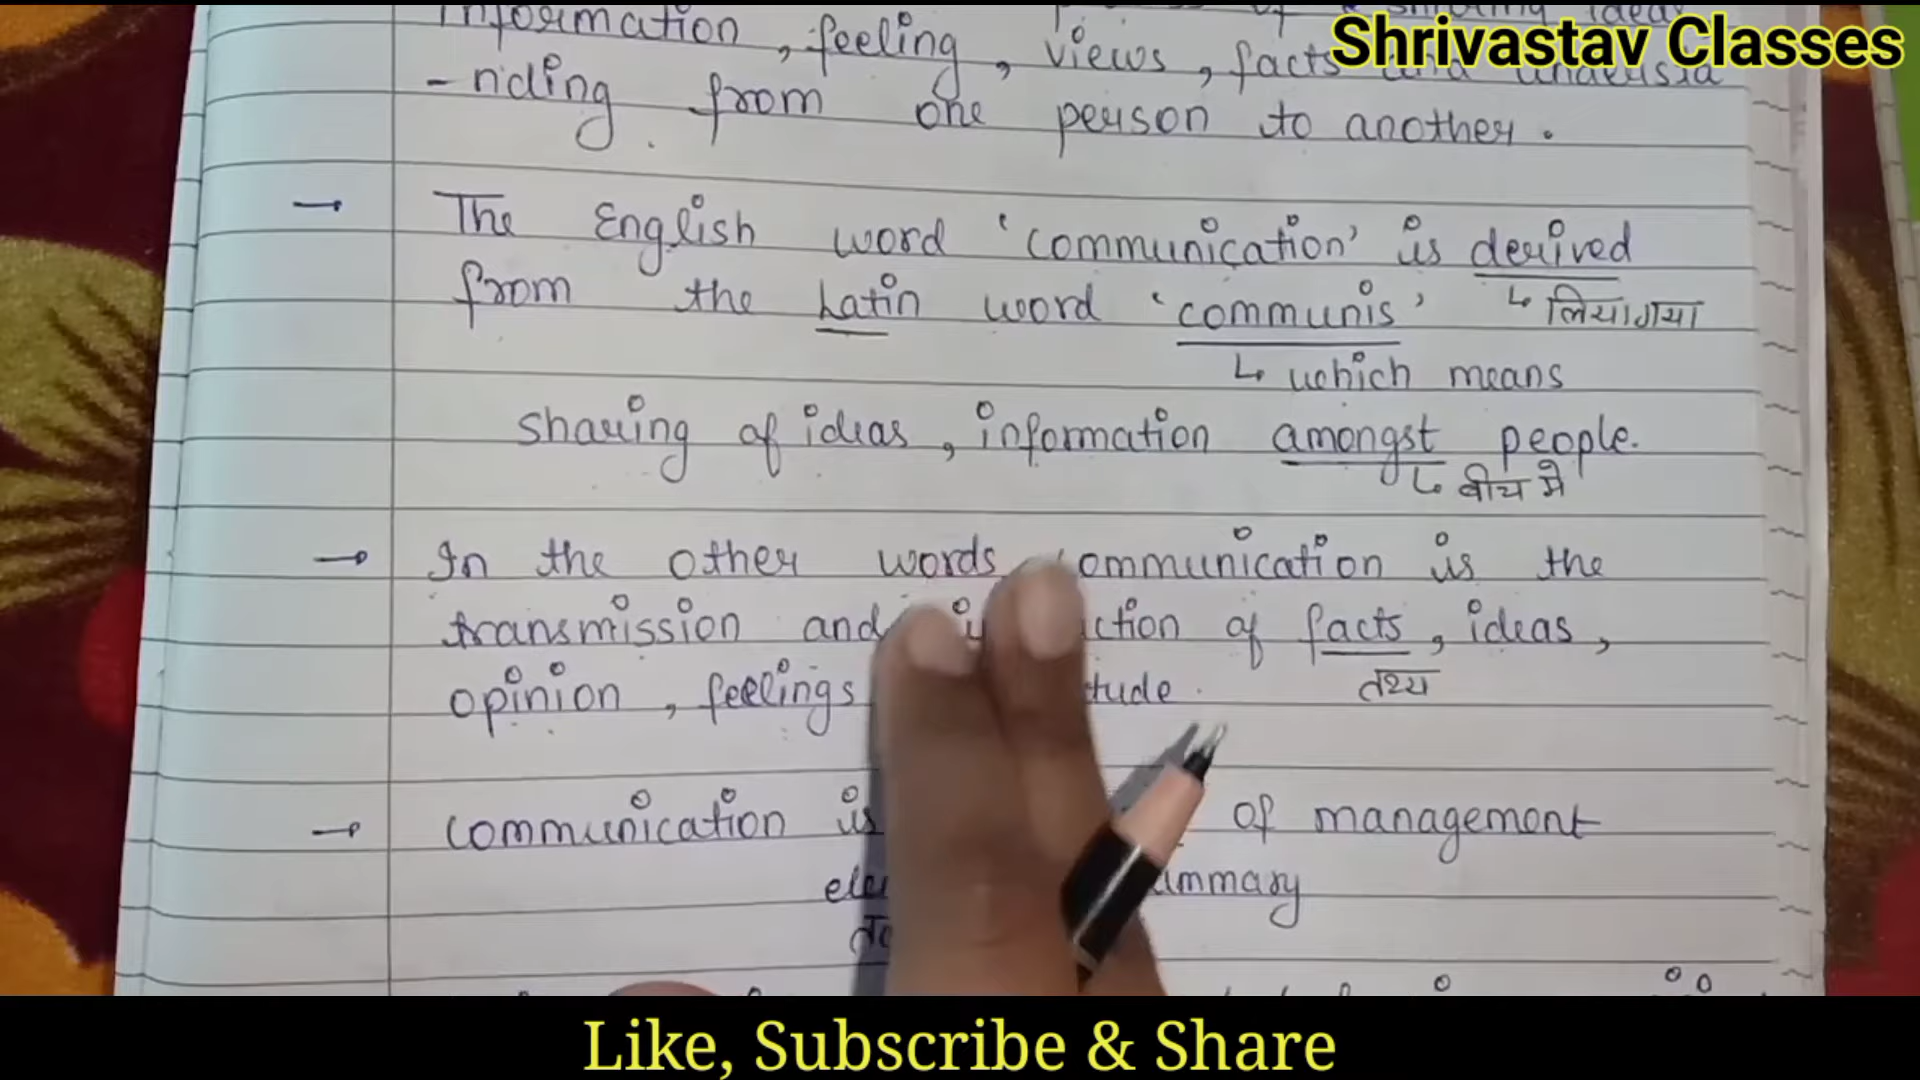 Shrivastav Classes
Information, feeling, views, facts and understa
-nding from one person to another.
→ The English word 'communication' is derived
from the Latin word 'communis' ↳ लिया गया
↳ which means
sharing of ideas, information amongst people.
↳ बीच मे
→ In the other words communication is the
transmission and of facts, ideas,
opinion, feelings
तथ्य
→ communication is of management
Like, Subscribe & Share